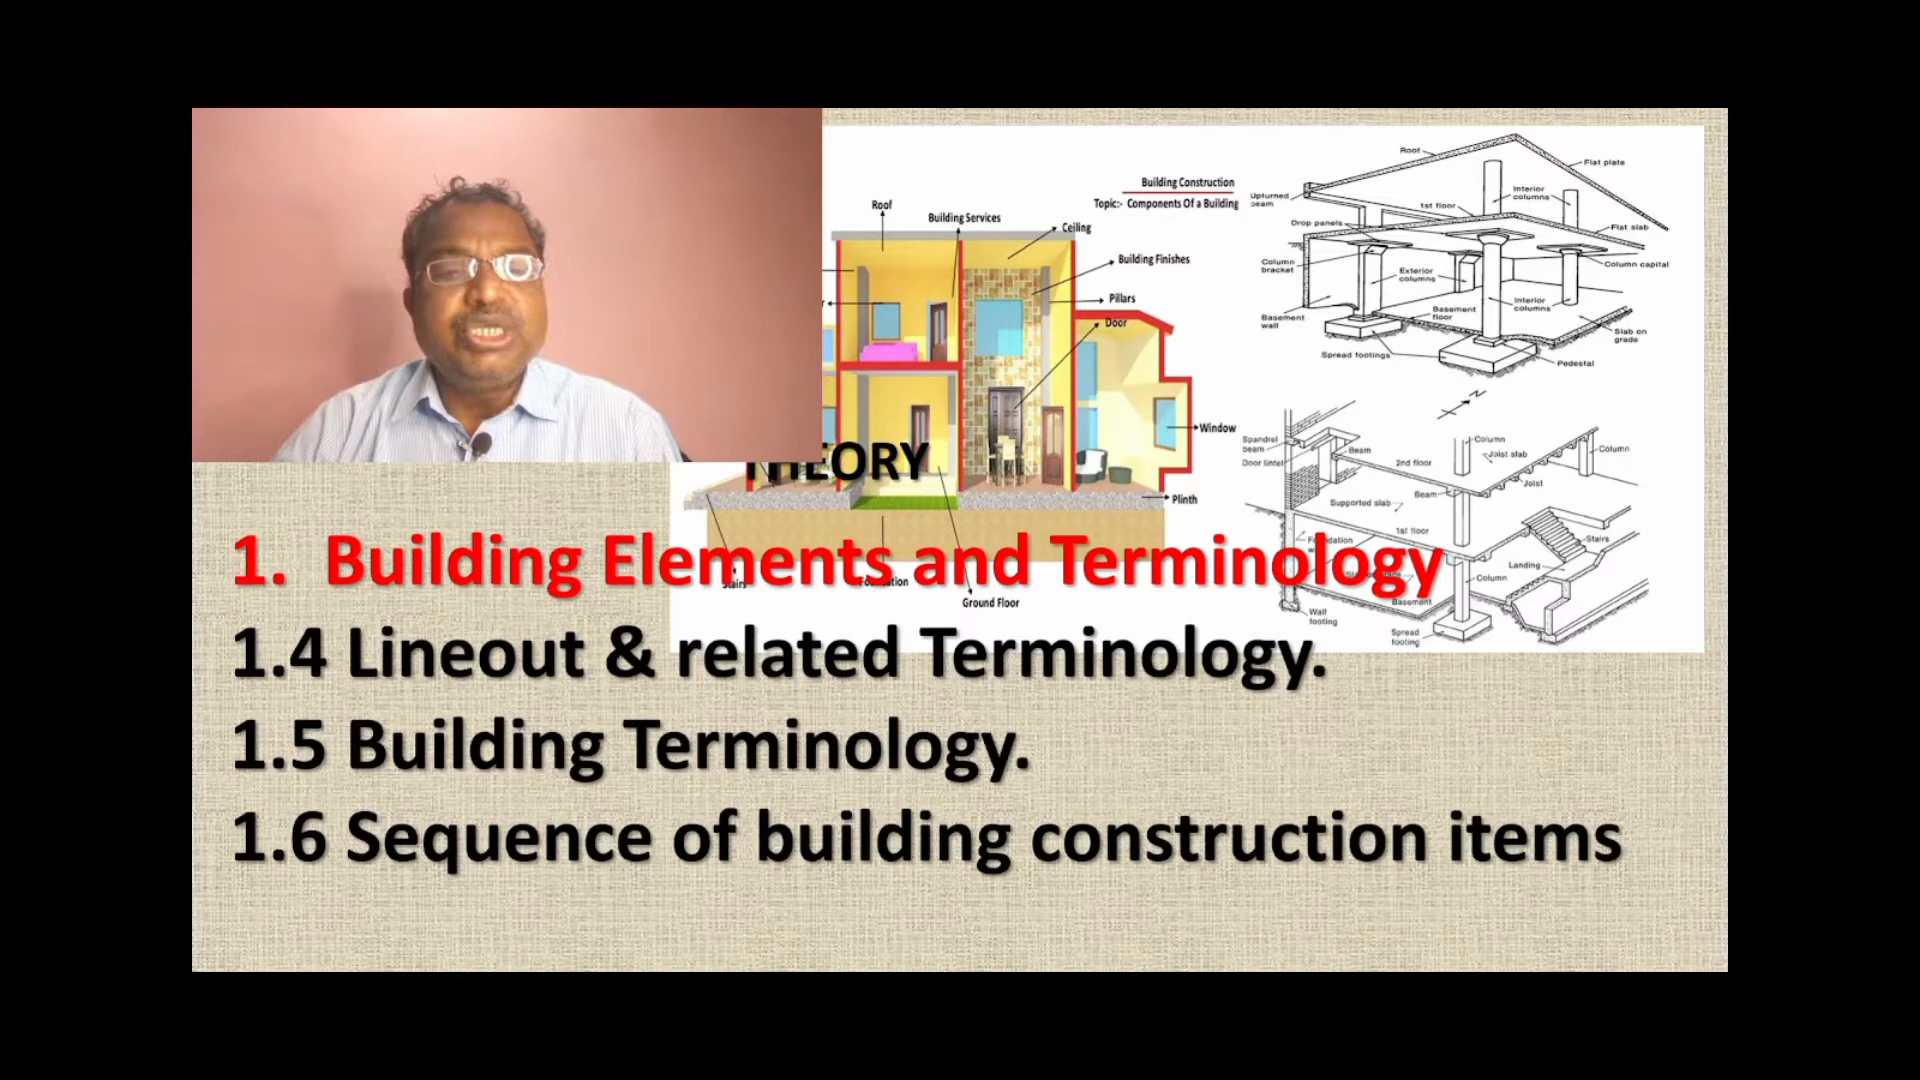 Building Construction
Topic:- Components Of a Building
Roof
Building Services
Ceiling
Building Finishes
Pillars
Door
Window
Plinth
Stairs
Ground Floor
Roof
Flat plate
Upturned
beam
Interior
columns
1st floor
Drop panels
Flat slab
Column
bracket
Exterior
columns
Column capital
Interior
columns
Basement
wall
Basement
floor
Slab on
grade
Spread footings
Pedestal
N
Spandrel
beam
Door lintel
Beam
Column
Joist slab
Column
2nd floor
Joist
Beam
Supported slab
1st floor
Stairs
Landing
Column
Basement
Wall
footing
Spread
footing
THEORY
1. Building Elements and Terminology
1.4 Lineout & related Terminology.
1.5 Building Terminology.
1.6 Sequence of building construction items